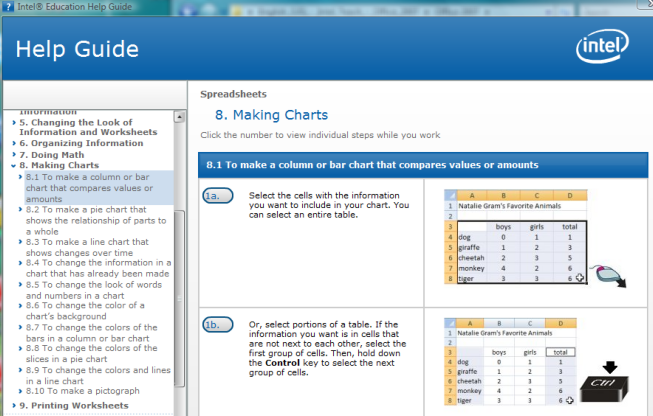 Intel® Education Help Guide
Help Guide
intel
Information
5. Changing the Look of
Information and Worksheets
6. Organizing Information
7. Doing Math
8. Making Charts
8.1 To make a column or bar
chart that compares values or
amounts
8.2 To make a pie chart that
shows the relationship of parts to
a whole
8.3 To make a line chart that
shows changes over time
8.4 To change the information in a
chart that has already been made
8.5 To change the look of words
and numbers in a chart
8.6 To change the color of a
chart's background
8.7 To change the colors of the
bars in a column or bar chart
8.8 To change the colors of the
slices in a pie chart
8.9 To change the colors and lines
in a line chart
8.10 To make a pictograph
9. Printing Worksheets
Spreadsheets
8. Making Charts
Click the number to view individual steps while you
work
8.1 To make a column or bar chart that compares values or amounts
1a.
Select the cells with the information
you want to include in your chart. You
can select an entire table.
A B C D
1 Natalie Gram's Favorite Animals
2
3 boys girls total
4 dog 0 1 1
5 giraffe 1 2 3
6 cheetah 2 3 5
7 monkey 4 2 6
8 tiger 3 3 6
1b.
Or, select portions of a table. If the
information you want is in cells that
are not next to each other, select the
first group of cells. Then, hold down
the Control key to select the next
group of cells.
A B C D
1 Natalie Gram's Favorite Animals
2
3 boys girls total
4 dog 0 1 1
5 giraffe 1 2 3
6 cheetah 2 3 5
7 monkey 4 2 6
8 tiger 3 3 6
Ctrl